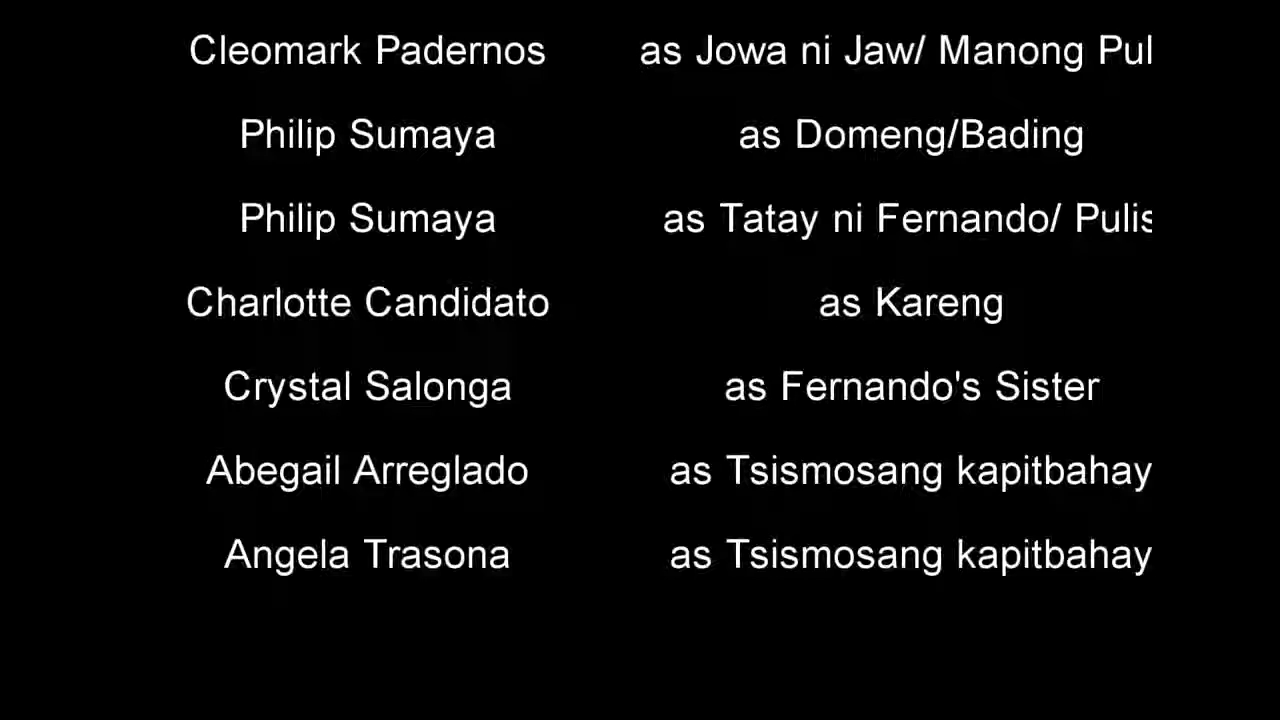 Cleomark Padernos as Jowa ni Jaw/ Manong Pul
Philip Sumaya as Domeng/Bading
Philip Sumaya as Tatay ni Fernando/ Pulis
Charlotte Candidato as Kareng
Crystal Salonga as Fernando's Sister
Abegail Arreglado as Tsismosang kapitbahay
Angela Trasona as Tsismosang kapitbahay